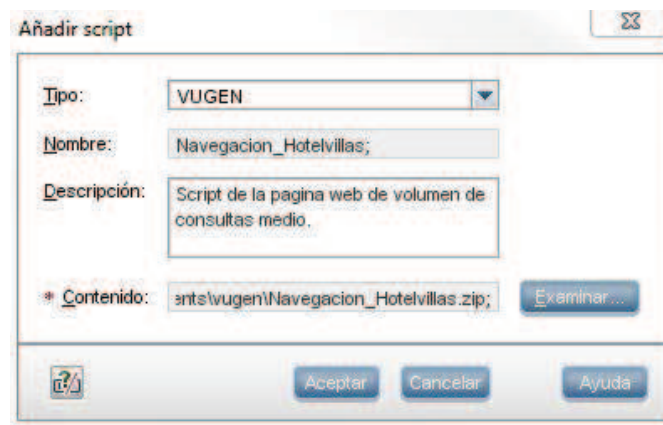 Añadir script
Tipo: VUGEN
Nombre: Navegacion_Hotelvillas;
Descripción: Script de la pagina web de volumen de
consultas medio.
* Contenido: ents\vugen\Navegacion_Hotelvillas.zip; Examinar...
Aceptar Cancelar Ayuda